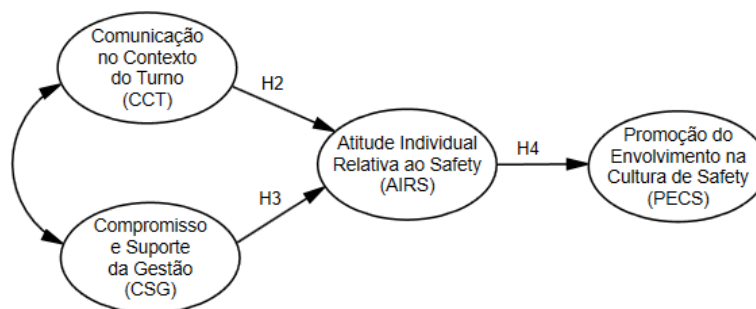 Comunicação
no Contexto
do Turno
(CCT)
H2
Atitude Individual
Relativa ao Safety
(AIRS)
H4
Promoção do
Envolvimento na
Cultura de Safety
(PECS)
H3
Compromisso
e Suporte
da Gestão
(CSG)